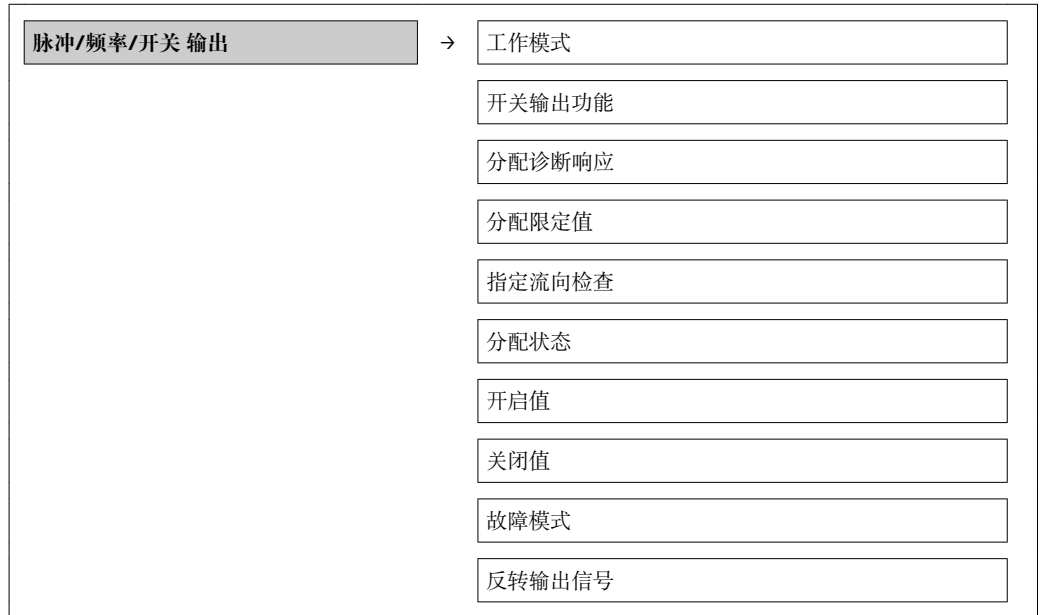 脉冲/频率/开关 输出 → 工作模式
开关输出功能
分配诊断响应
分配限定值
指定流向检查
分配状态
开启值
关闭值
故障模式
反转输出信号